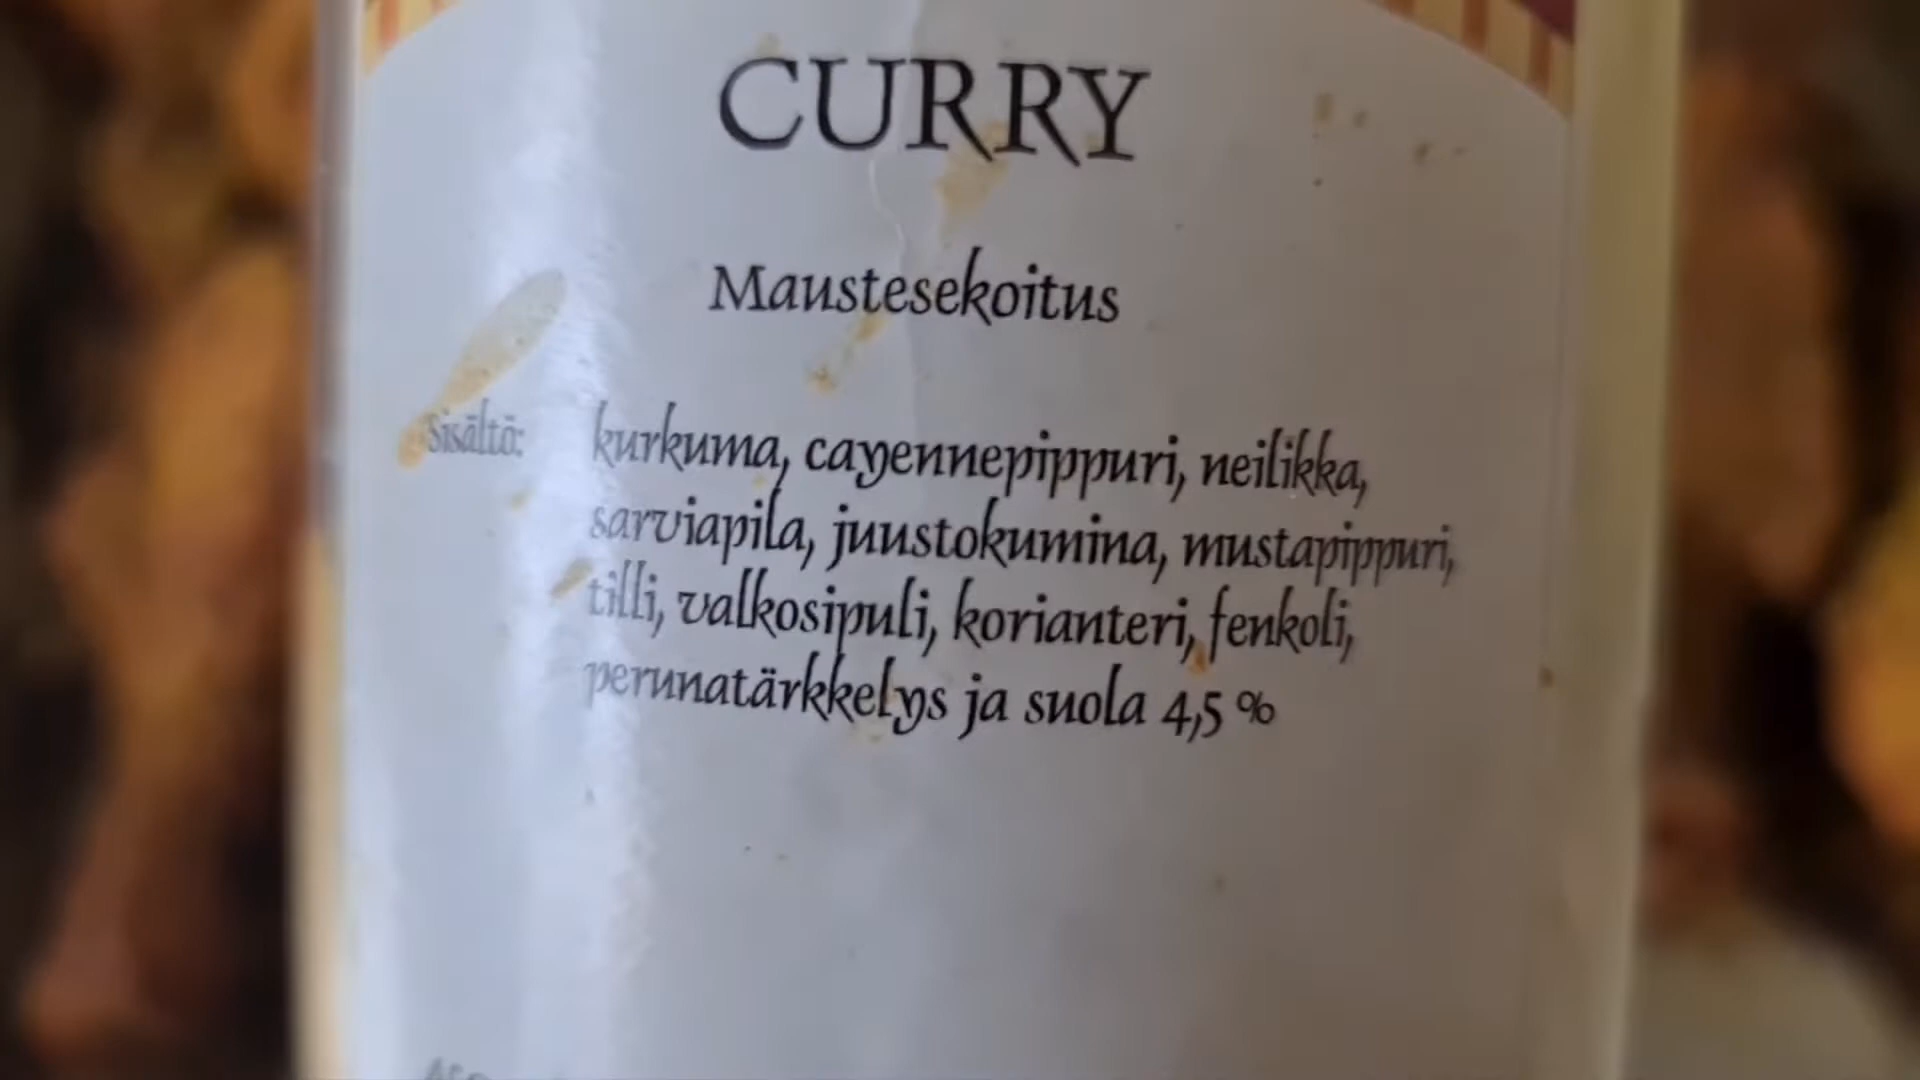 CURRY
Maustesekoitus
Sisältö: kurkuma, cayennepippuri, neilikka,
sarviapila, juustokumina, mustapippuri,
tilli, valkosipuli, korianteri, fenkoli,
perunatärkkelys ja suola 4,5 %